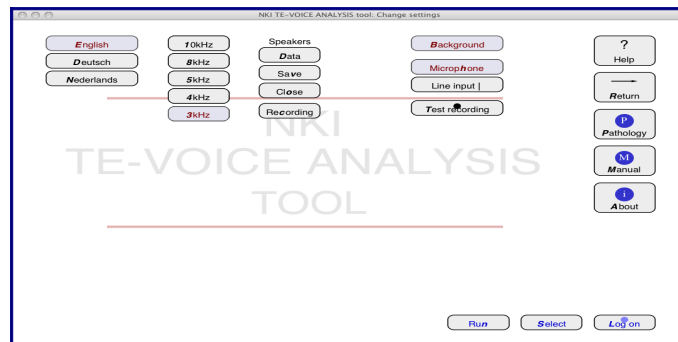 NKI TE-VOICE ANALYSIS tool: Change settings
English
Deutsch
Nederlands
10kHz
8kHz
5kHz
4kHz
3kHz
Speakers
Data
Save
Close
Recording
Background
Microphone
Line input |
Test recording
?
Help
Return
P
Pathology
M
Manual
i
About
NKI
TE-VOICE ANALYSIS
TOOL
Run
Select
Log on